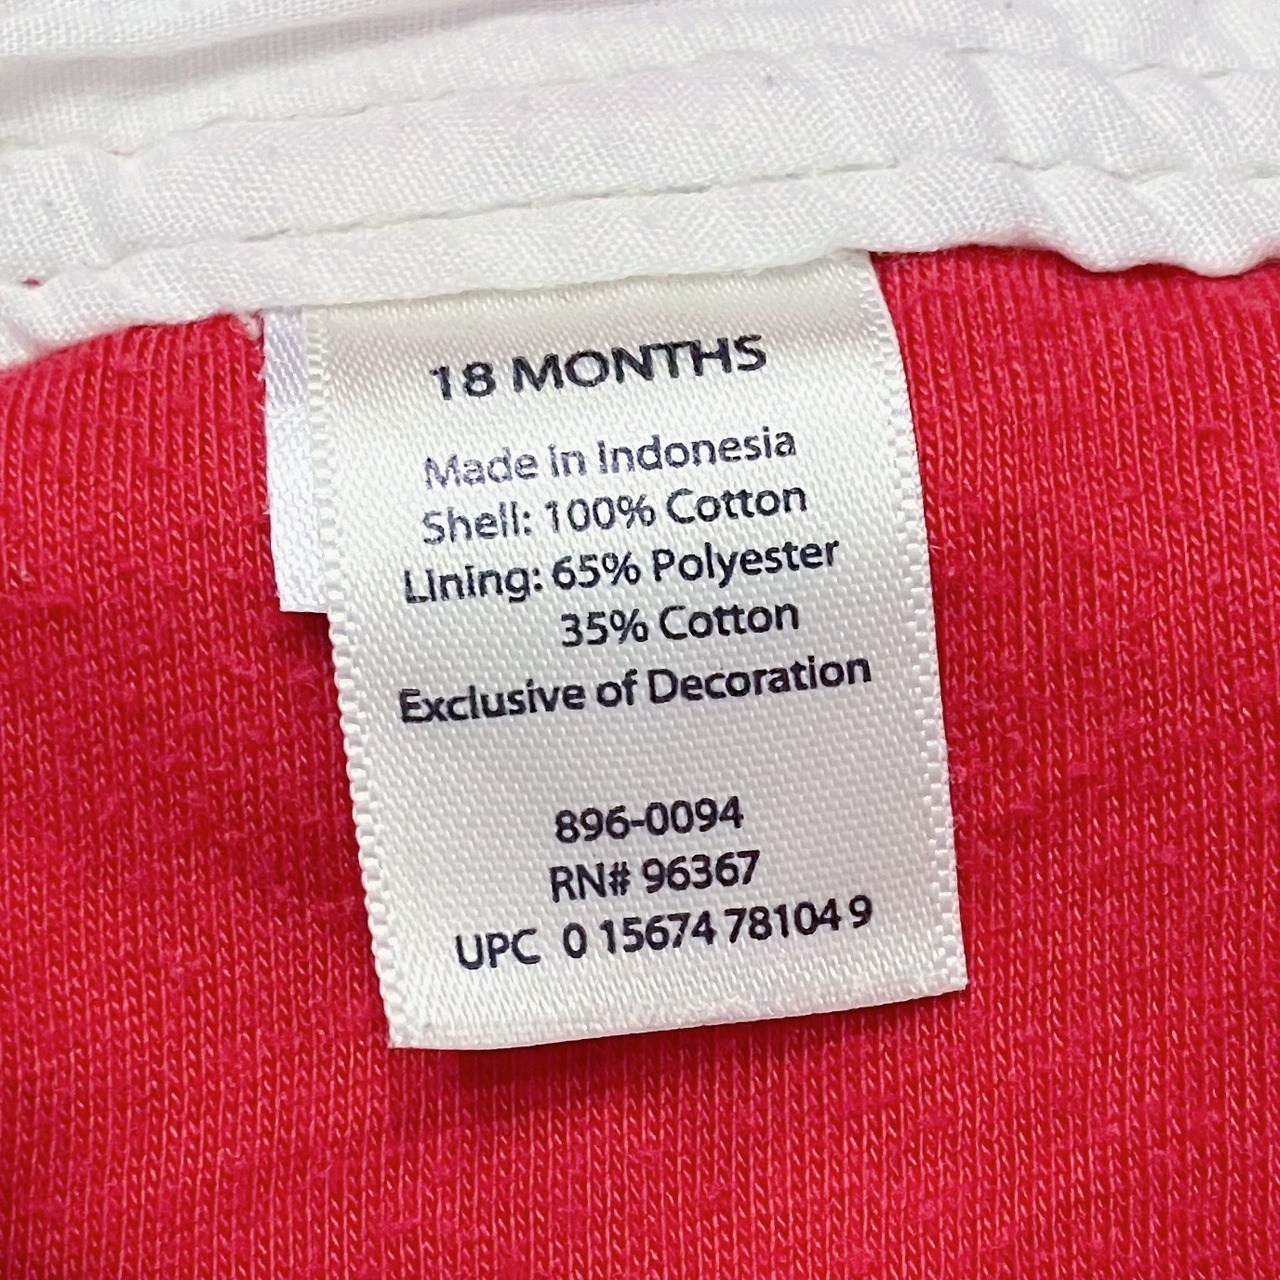 18 MONTHS
Made in Indonesia
Shell: 100% Cotton
Lining: 65% Polyester
35% Cotton
Exclusive of Decoration
896-0094
RN# 96367
UPC 0 15674 78104 9